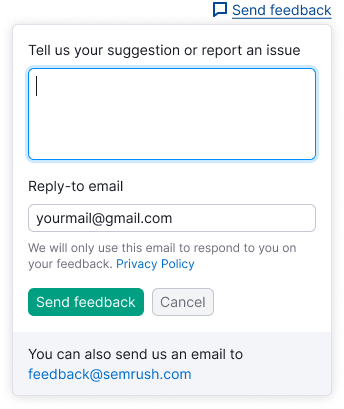 Send feedback
Tell us your suggestion or report an issue
Reply-to email
yourmail@gmail.com
We will only use this email to respond to you on
your feedback. Privacy Policy
Send feedback Cancel
You can also send us an email to
feedback@semrush.com